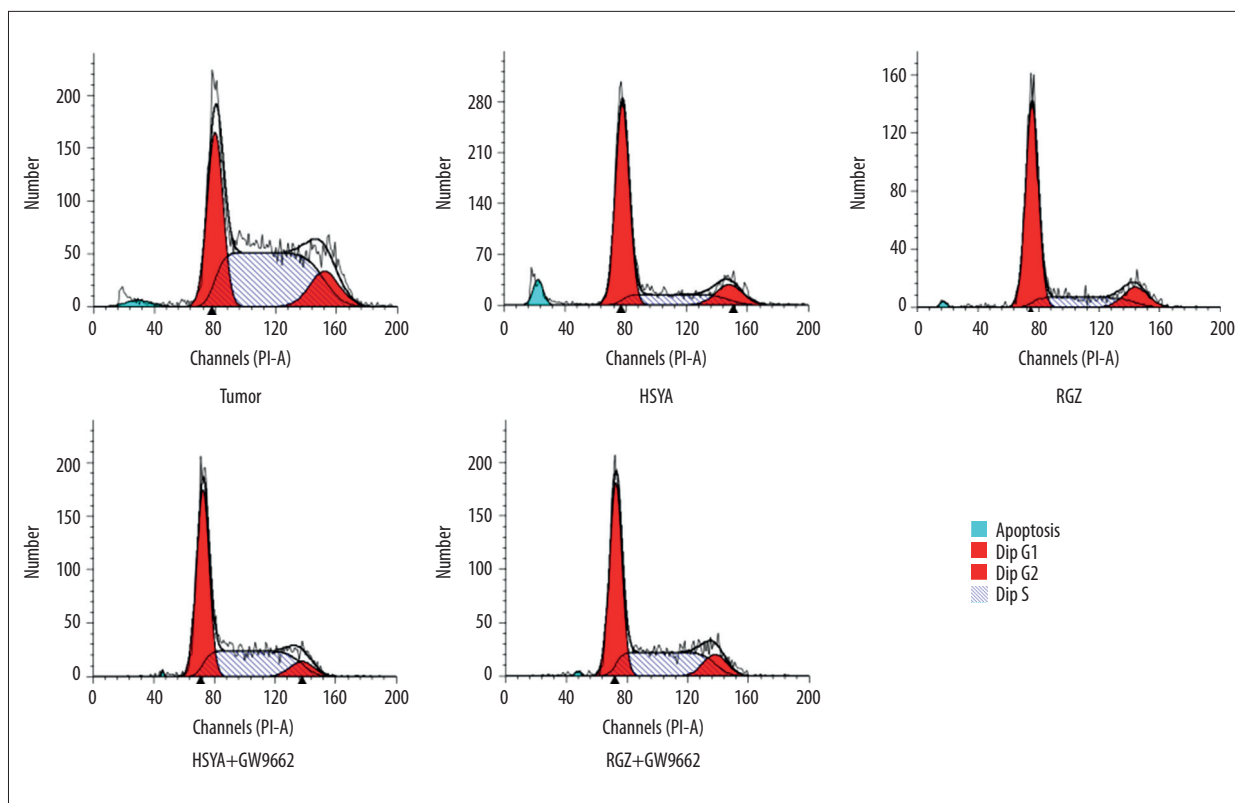 Number
200
150
100
50
0
0 40 80 120 160 200
Channels (PI-A)
Tumor
Number
280
210
140
70
0
0 40 80 120 160 200
Channels (PI-A)
HSYA
Number
160
120
80
40
0
0 40 80 120 160 200
Channels (PI-A)
RGZ
Number
200
150
100
50
0
0 40 80 120 160 200
Channels (PI-A)
HSYA+GW9662
Number
200
150
100
50
0
0 40 80 120 160 200
Channels (PI-A)
RGZ+GW9662
Apoptosis
Dip G1
Dip G2
Dip S